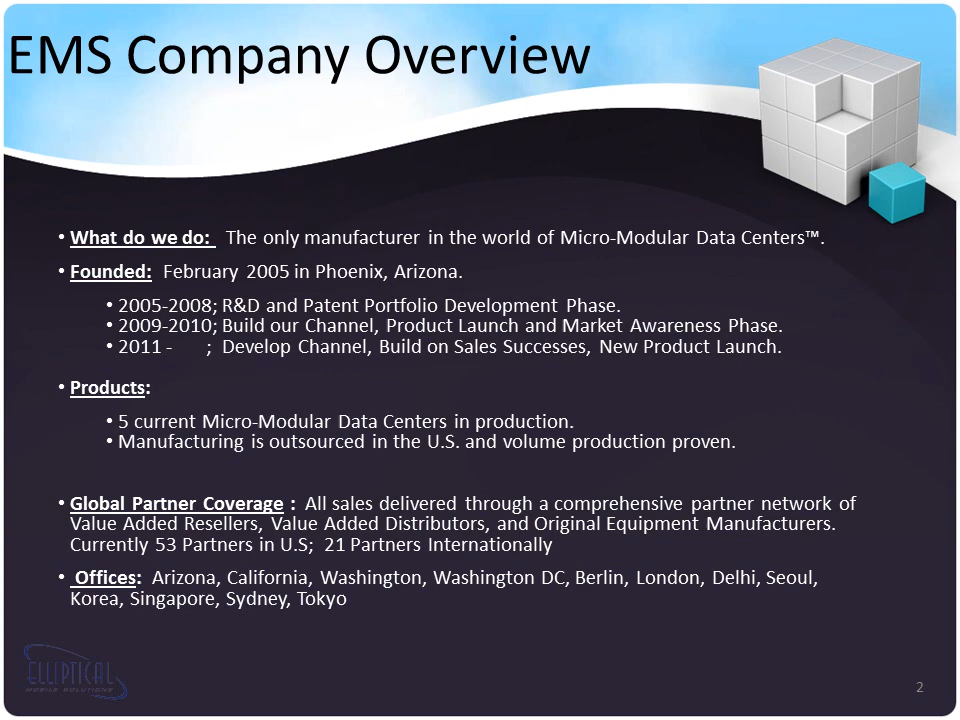 EMS Company Overview
• What do we do:   The only manufacturer in the world of Micro-Modular Data Centers™.
• Founded:  February 2005 in Phoenix, Arizona.
• 2005-2008; R&D and Patent Portfolio Development Phase.
• 2009-2010; Build our Channel, Product Launch and Market Awareness Phase.
• 2011 -      ;  Develop Channel, Build on Sales Successes, New Product Launch.
• Products:
• 5 current Micro-Modular Data Centers in production.
• Manufacturing is outsourced in the U.S. and volume production proven.
• Global Partner Coverage :  All sales delivered through a comprehensive partner network of
Value Added Resellers, Value Added Distributors, and Original Equipment Manufacturers.
Currently 53 Partners in U.S;  21 Partners Internationally
• Offices:  Arizona, California, Washington, Washington DC, Berlin, London, Delhi, Seoul,
Korea, Singapore, Sydney, Tokyo
ELLIPTICAL
MOBILE SOLUTIONS
2